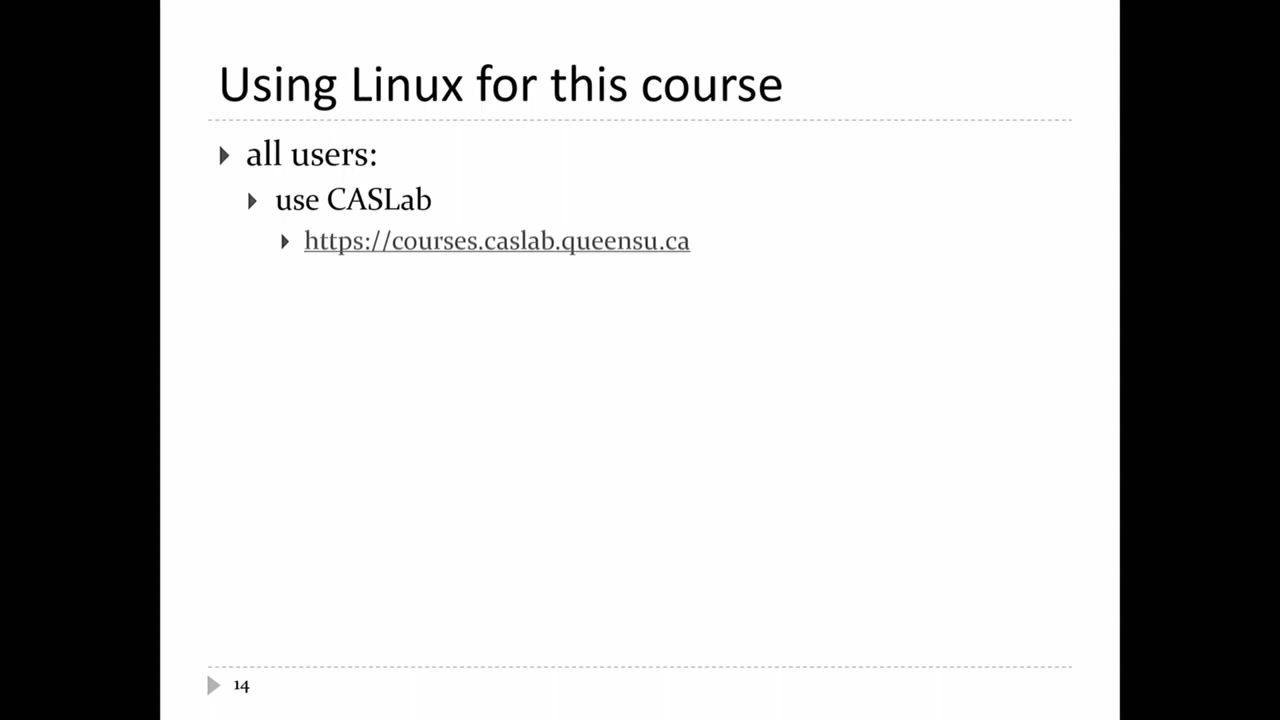 Using Linux for this course
all users:
use CASLab
https://courses.caslab.queensu.ca
14